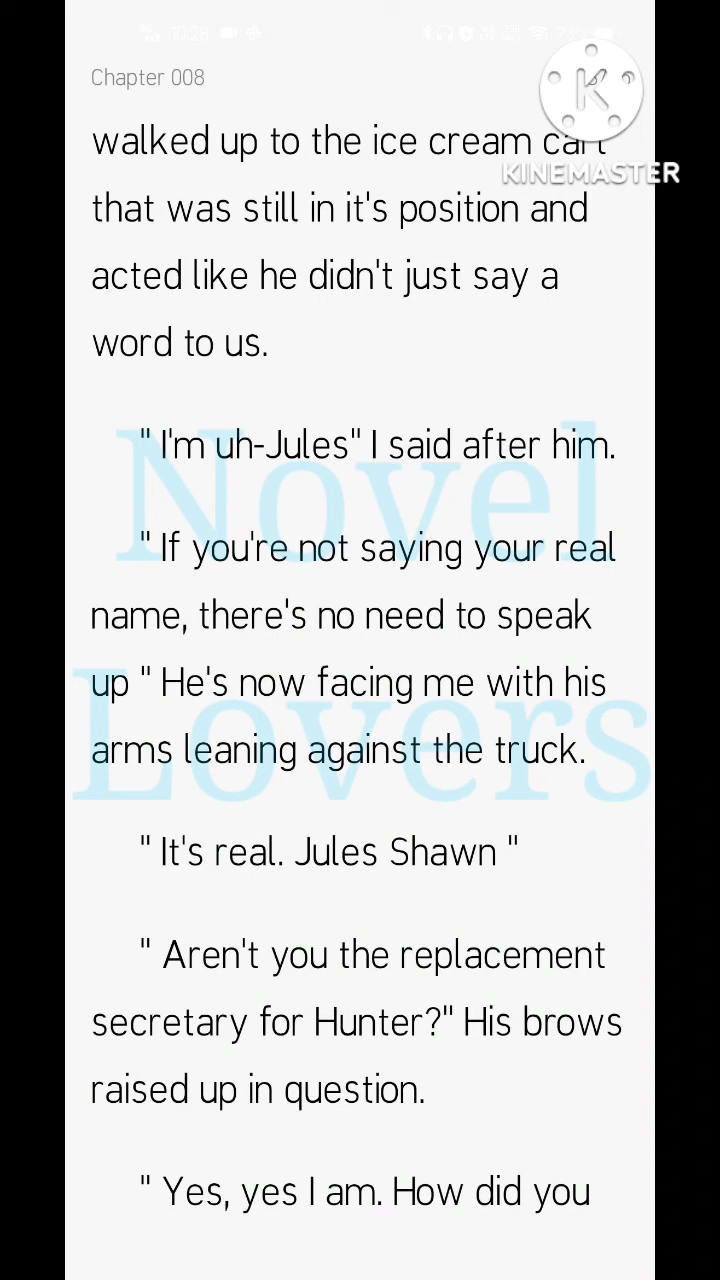 10:28
73%
Chapter 008
KINEMASTER
walked up to the ice cream cart
that was still in it's position and
acted like he didn't just say a
word to us.
" I'm uh-Jules" I said after him.
" If you're not saying your real
name, there's no need to speak
up " He's now facing me with his
arms leaning against the truck.
" It's real. Jules Shawn "
" Aren't you the replacement
secretary for Hunter?" His brows
raised up in question.
" Yes, yes I am. How did you
Novel
Lovers